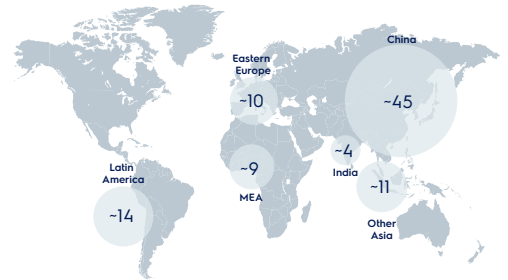 China
~45
Eastern
Europe
~10
~4
India
~9
MEA
Latin
America
~14
~11
Other
Asia